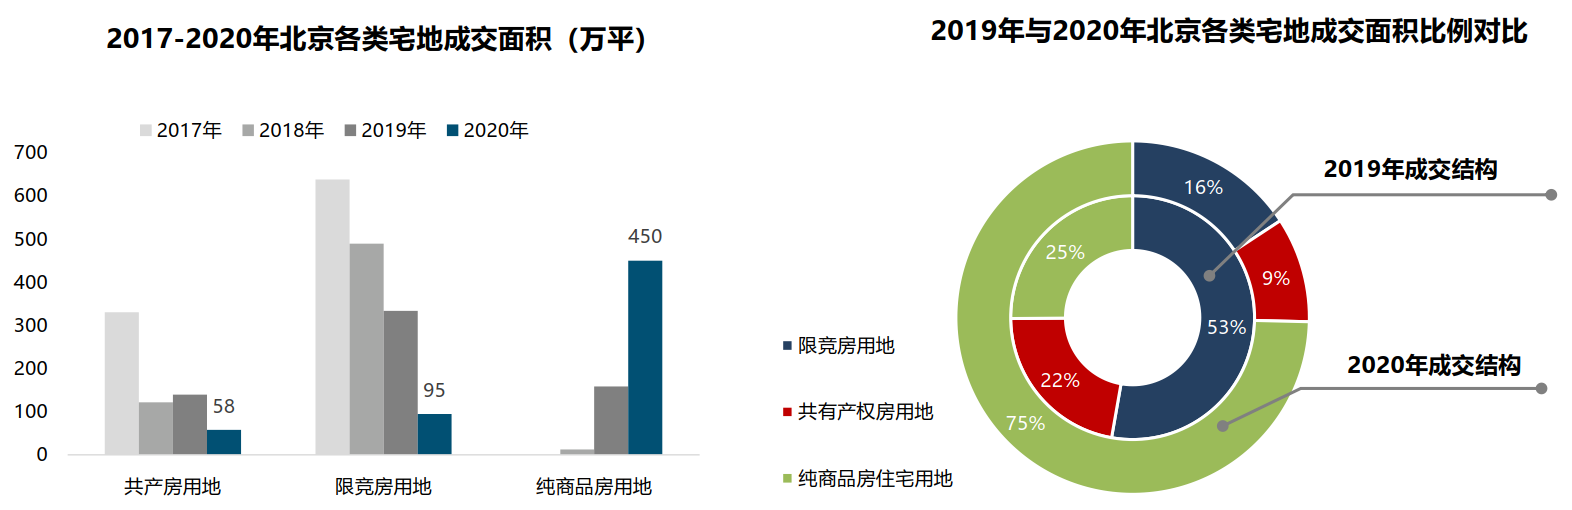 2017-2020年北京各类宅地成交面积（万平）
2017年 2018年 2019年 2020年
700
600
500
400
300
200
100
0
58
95
450
共产房用地 限竞房用地 纯商品房用地
2019年与2020年北京各类宅地成交面积比例对比
2019年成交结构
2020年成交结构
16%
9%
75%
25%
53%
22%
限竞房用地
共有产权房用地
纯商品房住宅用地